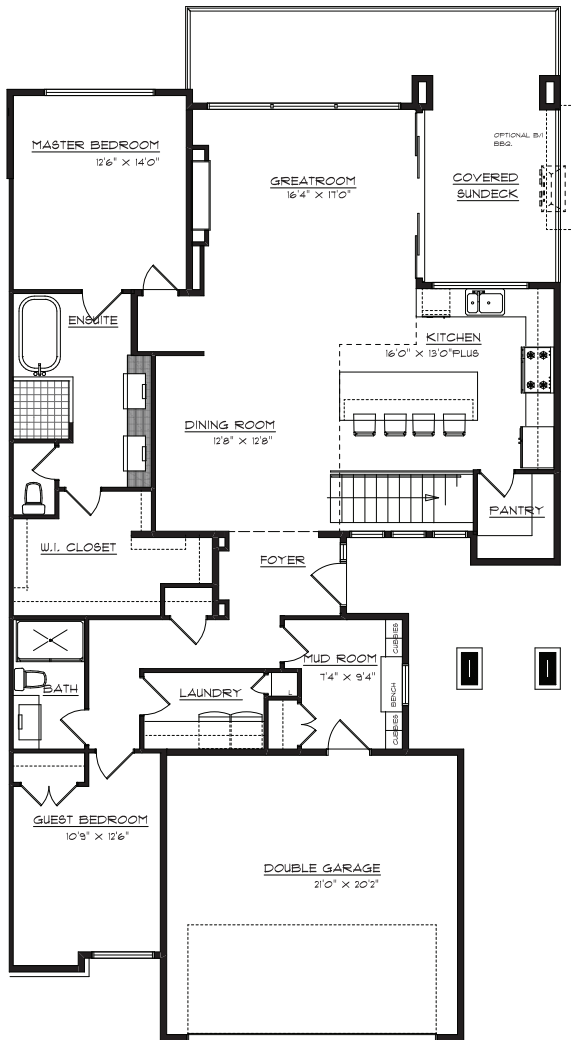 OPTIONAL B/I
BBQ.
MASTER BEDROOM
12'6" X 14'0"
GREATROOM
16'4" X 17'0"
COVERED
SUNDECK
ENSUITE
KITCHEN
16'0" X 13'0"PLUS
DINING ROOM
12'8" X 12'8"
PANTRY
W.I. CLOSET
FOYER
CUBBIES
MUD ROOM
7'4" X 9'4"
BENCH
BATH
LAUNDRY
L
CUBBIES
GUEST BEDROOM
10'9" X 12'6"
DOUBLE GARAGE
21'0" X 20'2"